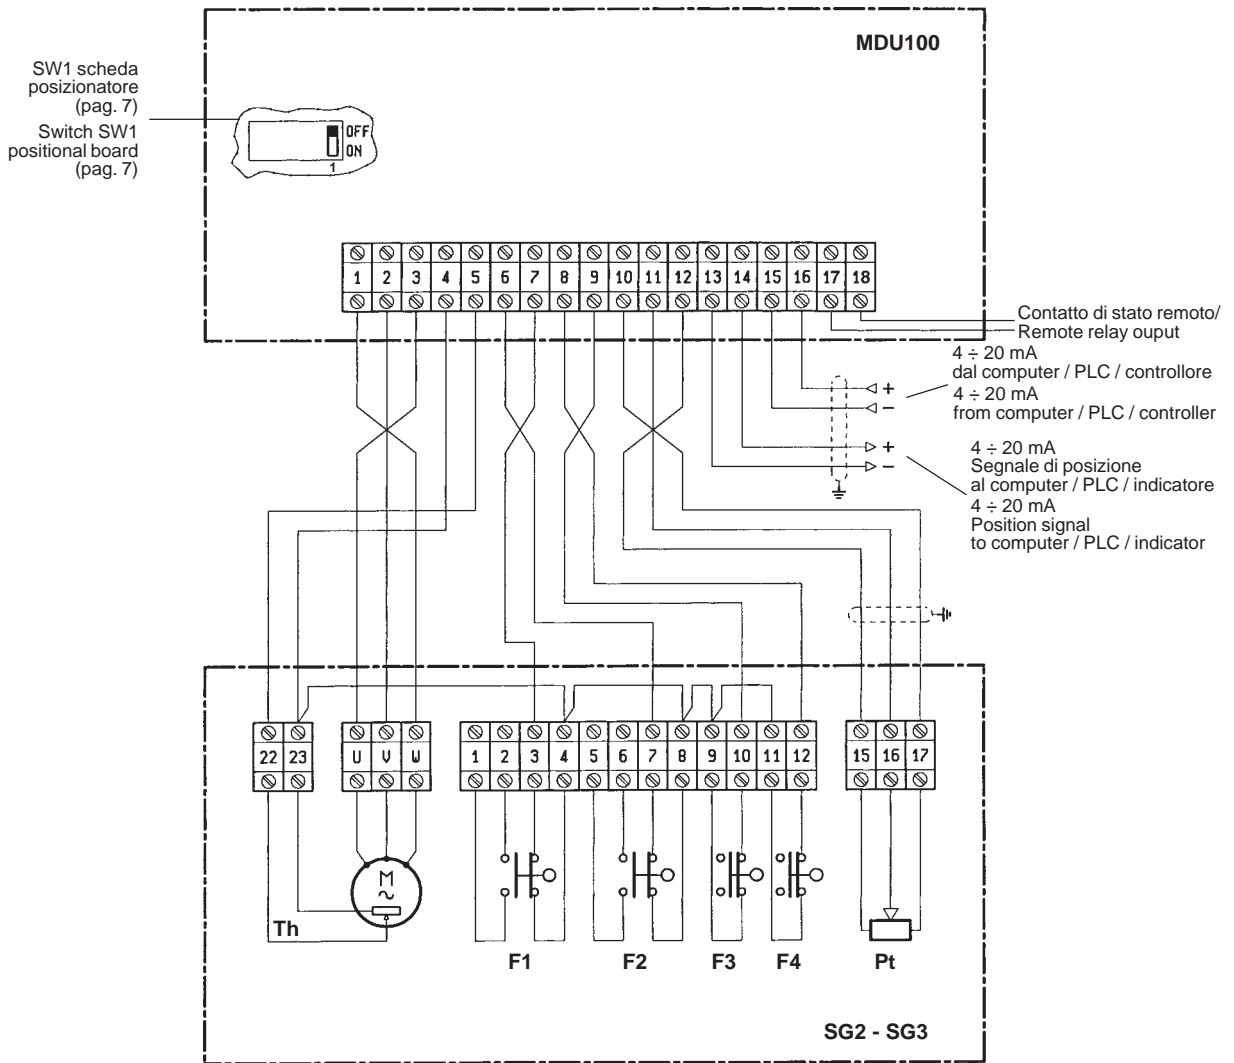 MDU100
SW1 scheda
posizionatore
(pag. 7)
Switch SW1
positional board
(pag. 7)
OFF
ON
1
1 2 3 4 5 6 7 8 9 10 11 12 13 14 15 16 17 18
Contatto di stato remoto/
Remote relay ouput
4 ÷ 20 mA
dal computer / PLC / controllore
4 ÷ 20 mA
from computer / PLC / controller
+
−
4 ÷ 20 mA
Segnale di posizione
al computer / PLC / indicatore
4 ÷ 20 mA
Position signal
to computer / PLC / indicator
+
−
22 23 U V W 1 2 3 4 5 6 7 8 9 10 11 12 15 16 17
M
~
Th
F1 F2 F3 F4 Pt
SG2 - SG3